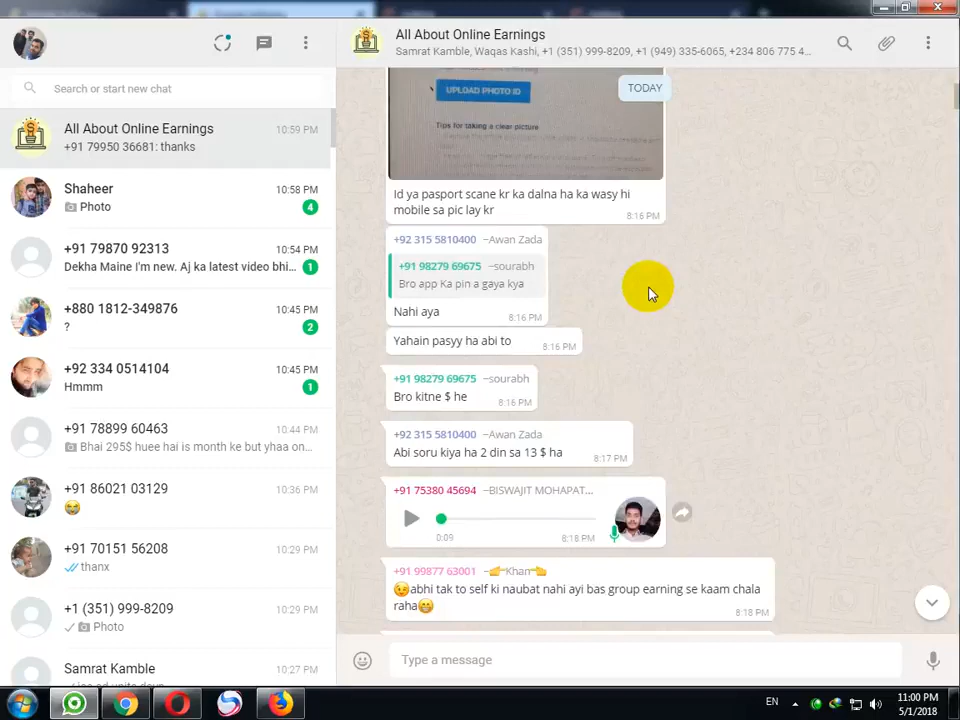 All About Online Earnings
Samrat Kamble, Waqas Kashi, +1 (351) 999-8209, +1 (949) 335-6065, +234 806 775 4...
Search or start new chat
All About Online Earnings
10:59 PM
+91 79950 36681: thanks
Shaheer
10:58 PM
Photo
4
+91 79870 92313
10:54 PM
Dekha Maine I'm new. Aj ka latest video bhi...
1
+880 1812-349876
10:45 PM
?
2
+92 334 0514104
10:45 PM
Hmmm
1
+91 78899 60463
10:44 PM
Bhai 295$ huee hai is month ke but yhaa on...
+91 86021 03129
10:36 PM
+91 70151 56208
10:29 PM
thanx
+1 (351) 999-8209
10:29 PM
Photo
Samrat Kamble
10:27 PM
TODAY
UPLOAD PHOTO ID
Tips for taking a clear picture
Id ya pasport scane kr ka dalna ha ka wasy hi
mobile sa pic lay kr
8:16 PM
+92 315 5810400 ~Awan Zada
+91 98279 69675 ~sourabh
Bro app Ka pin a gaya kya
Nahi aya
8:16 PM
Yahain pasyy ha abi to
8:16 PM
+91 98279 69675 ~sourabh
Bro kitne $ he
8:16 PM
+92 315 5810400 ~Awan Zada
Abi soru kiya ha 2 din sa 13 $ ha
8:17 PM
+91 75380 45694 ~BISWAJIT MOHAPAT...
0:09
8:18 PM
+91 99877 63001 ~👉Khan👈
😉abhi tak to self ki naubat nahi ayi bas group earning se kaam chala
raha😁
8:18 PM
Type a message
EN
11:00 PM
5/1/2018